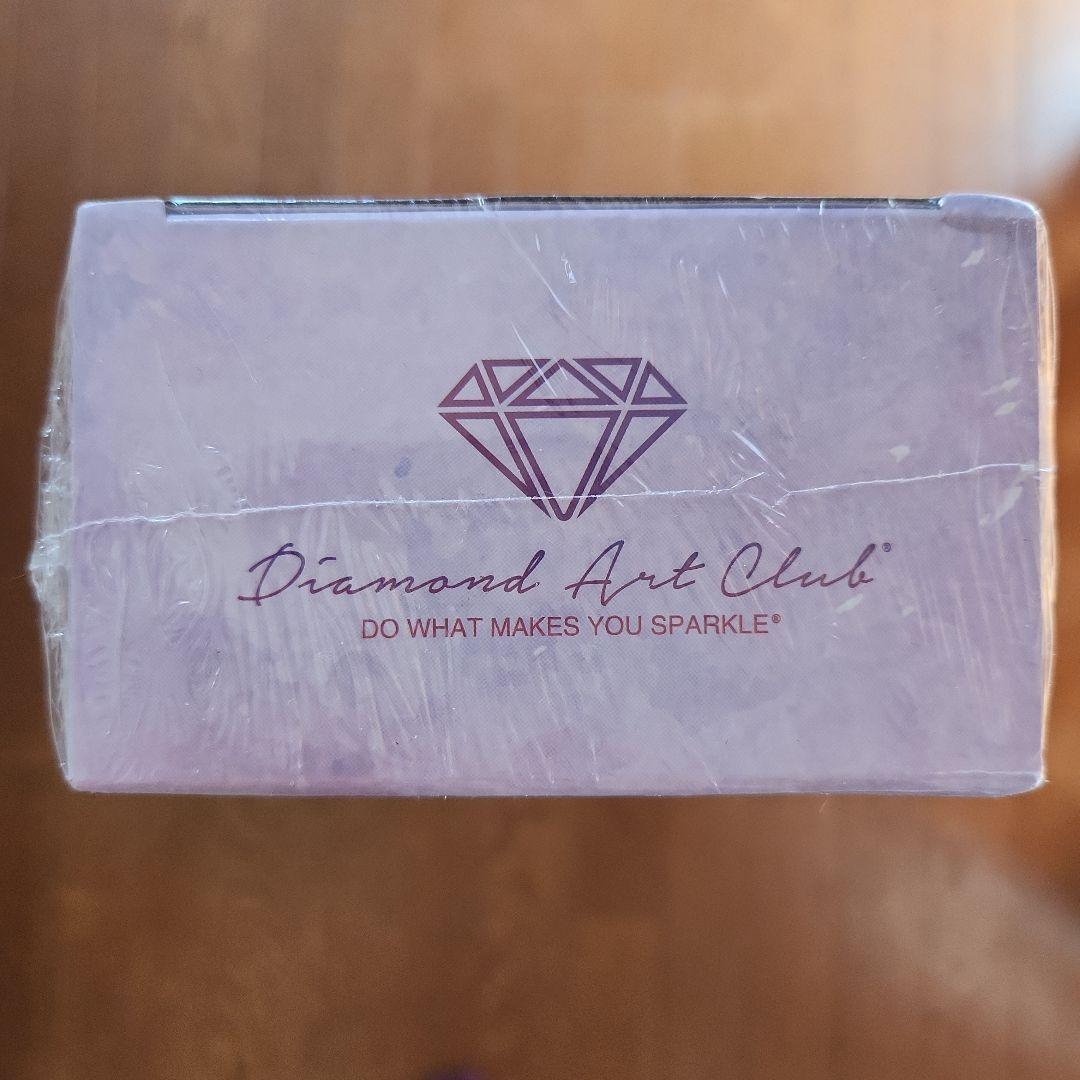 Diamond Art Club®
DO WHAT MAKES YOU SPARKLE®